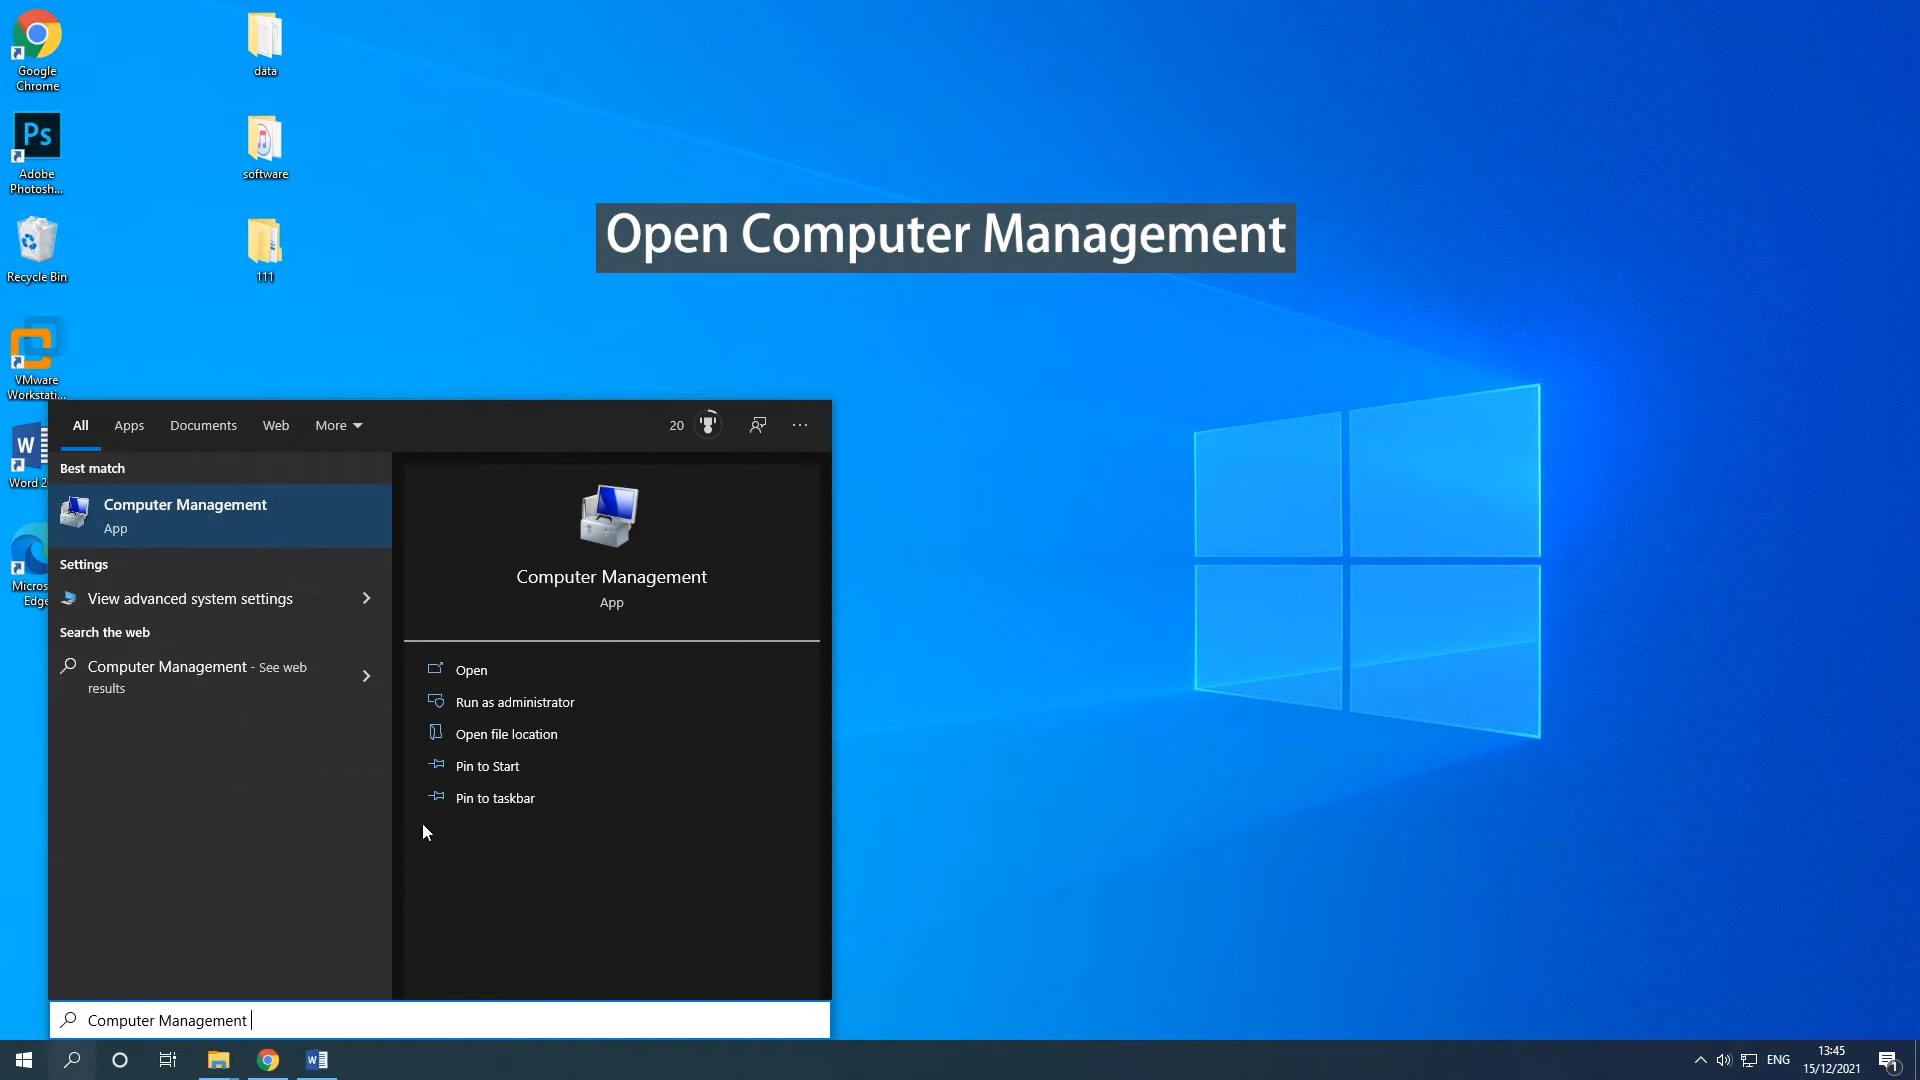 Google
Chrome
data
Ps
Adobe
Photosh...
software
Open Computer Management
Recycle Bin
111
VMware
Workstati...
All
Apps
Documents
Web
More
20
W
Word 2
Best match
Computer Management
App
Settings
View advanced system settings
Search the web
Computer Management - See web
results
Micros
Edge
Computer Management
App
Open
Run as administrator
Open file location
Pin to Start
Pin to taskbar
Computer Management
W
ENG
13:45
15/12/2021
1